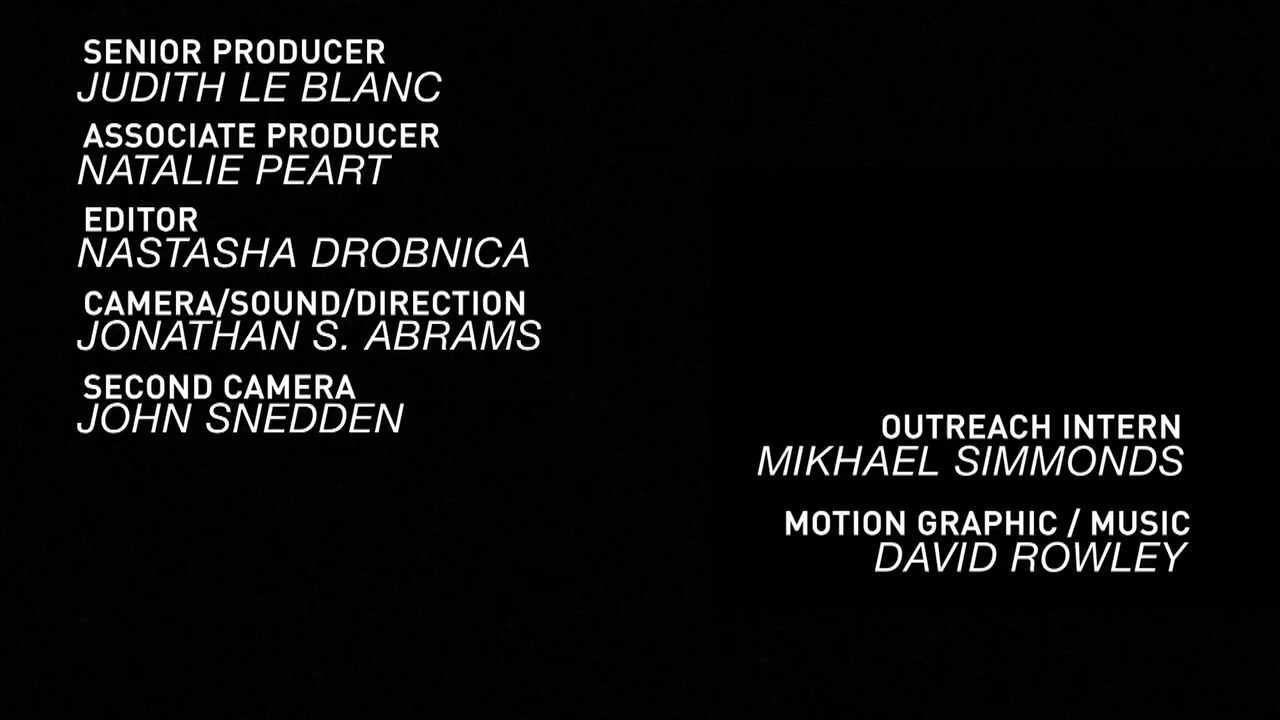 SENIOR PRODUCER
JUDITH LE BLANC
ASSOCIATE PRODUCER
NATALIE PEART
EDITOR
NASTASHA DROBNICA
CAMERA/SOUND/DIRECTION
JONATHAN S. ABRAMS
SECOND CAMERA
JOHN SNEDDEN
OUTREACH INTERN
MIKHAEL SIMMONDS
MOTION GRAPHIC / MUSIC
DAVID ROWLEY